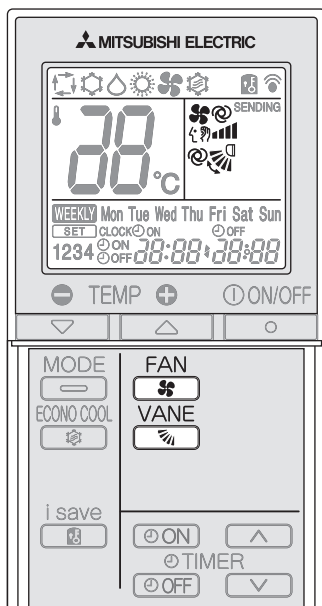 MITSUBISHI ELECTRIC
SENDING
88 °C
WEEKLY Mon Tue Wed Thu Fri Sat Sun
SET CLOCK ON OFF
1234 ON OFF 88:88 88:88
TEMP ON/OFF
MODE FAN
ECONO COOL VANE
i save
ON
TIMER
OFF